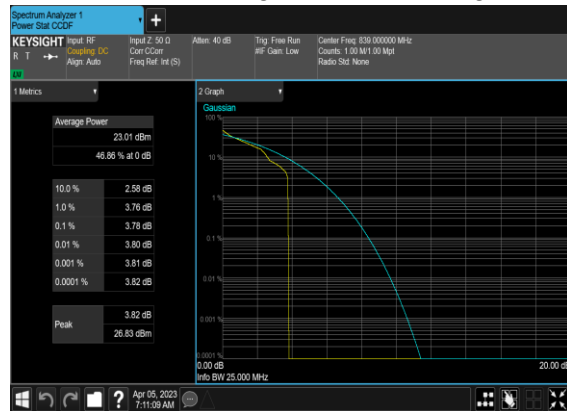 Spectrum Analyzer 1
Power Stat CCDF
+
KEYSIGHT
R T
LW
Input: RF
Coupling: DC
Align: Auto
Input Z: 50 Ω
Corr CCorr
Freq Ref: Int (S)
Atten: 40 dB
Trig: Free Run
#IF Gain: Low
Center Freq: 839.000000 MHz
Counts: 1.00 M/1.00 Mpt
Radio Std: None
1 Metrics
Average Power
23.01 dBm
46.86 % at 0 dB
10.0 % 2.58 dB
1.0 % 3.76 dB
0.1 % 3.78 dB
0.01 % 3.80 dB
0.001 % 3.81 dB
0.0001 % 3.82 dB
Peak
3.82 dB
26.83 dBm
2 Graph
Gaussian
100 %
10 %
1 %
0.1 %
0.01 %
0.001 %
0.0001 %
0.00 dB
20.00 dB
Info BW 25.000 MHz
?
Apr 05, 2023
7:11:09 AM